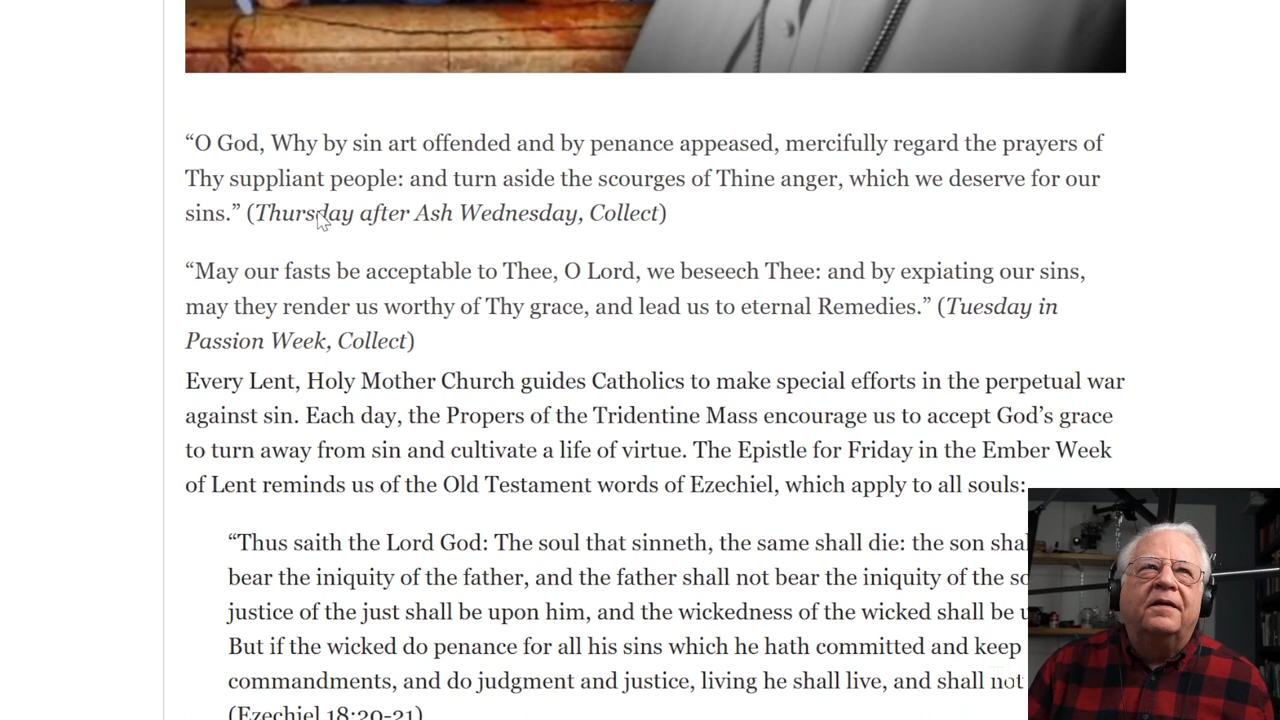 “O God, Why by sin art offended and by penance appeased, mercifully regard the prayers of
Thy suppliant people: and turn aside the scourges of Thine anger, which we deserve for our
sins.” (Thursday after Ash Wednesday, Collect)
“May our fasts be acceptable to Thee, O Lord, we beseech Thee: and by expiating our sins,
may they render us worthy of Thy grace, and lead us to eternal Remedies.” (Tuesday in
Passion Week, Collect)
Every Lent, Holy Mother Church guides Catholics to make special efforts in the perpetual war
against sin. Each day, the Propers of the Tridentine Mass encourage us to accept God’s grace
to turn away from sin and cultivate a life of virtue. The Epistle for Friday in the Ember Week
of Lent reminds us of the Old Testament words of Ezechiel, which apply to all souls:
“Thus saith the Lord God: The soul that sinneth, the same shall die: the son
bear the iniquity of the father, and the father shall not bear the iniquity of the
justice of the just shall be upon him, and the wickedness of the wicked shall be
But if the wicked do penance for all his sins which he hath committed and keep
commandments, and do judgment and justice, living he shall live, and shall not
(Ezechiel 18:20-21)